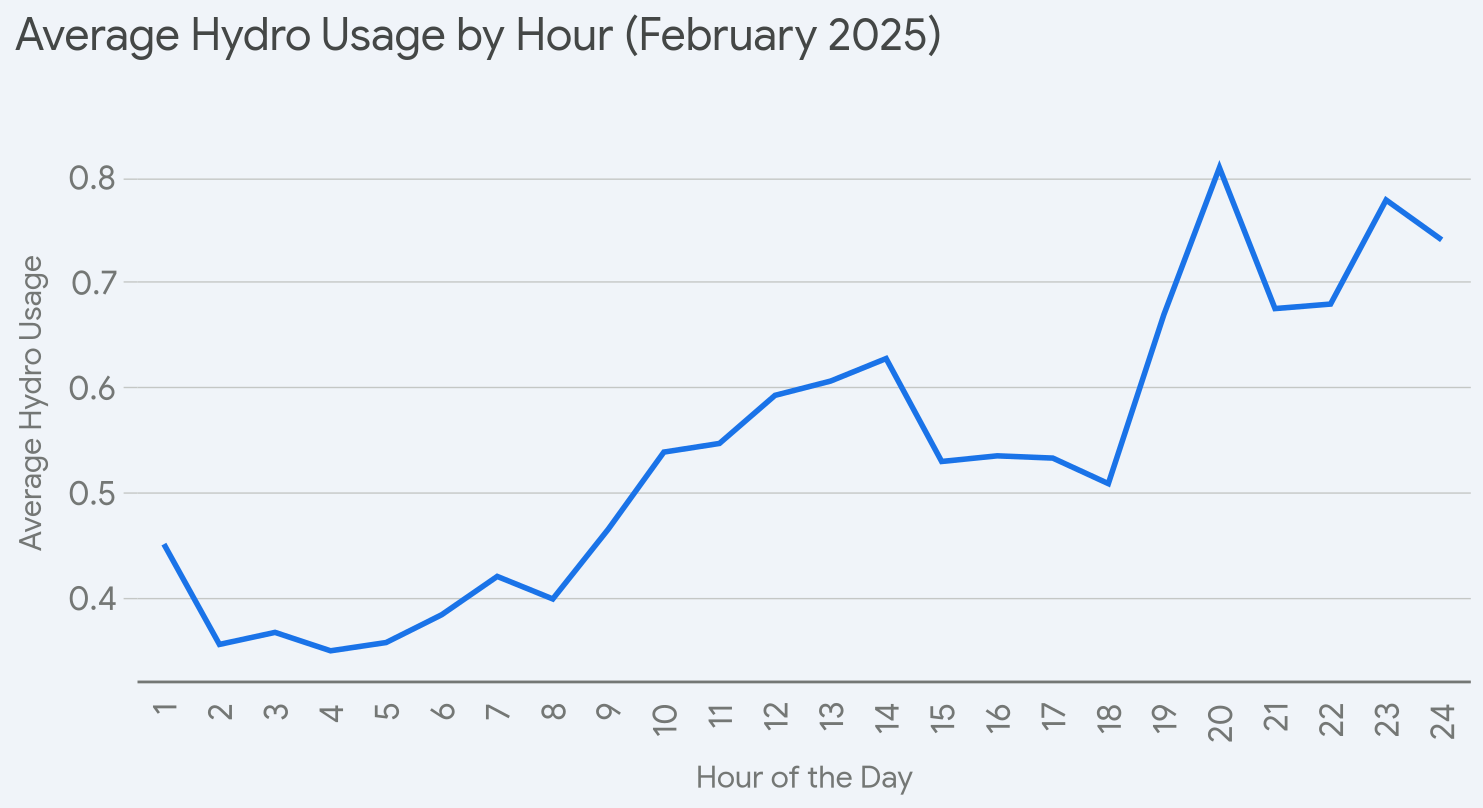 Average Hydro Usage by Hour (February 2025)
Average Hydro Usage
0.8
0.7
0.6
0.5
0.4
1 2 3 4 5 6 7 8 9 10 11 12 13 14 15 16 17 18 19 20 21 22 23 24
Hour of the Day